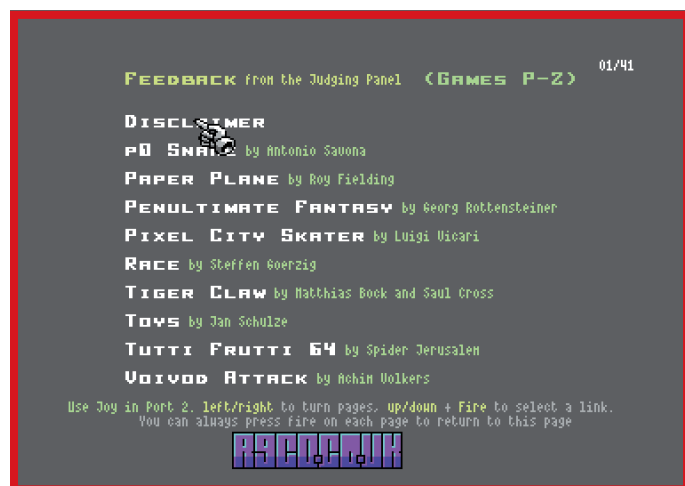 01/41
FEEDBACK from the Judging Panel (GAMES P-Z)
DISCLAIMER
P0 SNAKE by Antonio Savona
PAPER PLANE by Roy Fielding
PENULTIMATE FANTASY by Georg Rottensteiner
PIXEL CITY SKATER by Luigi Vicari
RACE by Steffen Goerzig
TIGER CLAW by Matthias Bock and Saul Cross
TOYS by Jan Schulze
TUTTI FRUTTI 64 by Spider Jerusalem
VOIVOD ATTACK by Achim Volkers
Use Joy in Port 2. left/right to turn pages, up/down + Fire to select a link.
You can always press fire on each page to return to this page
RGCD.CO.UK